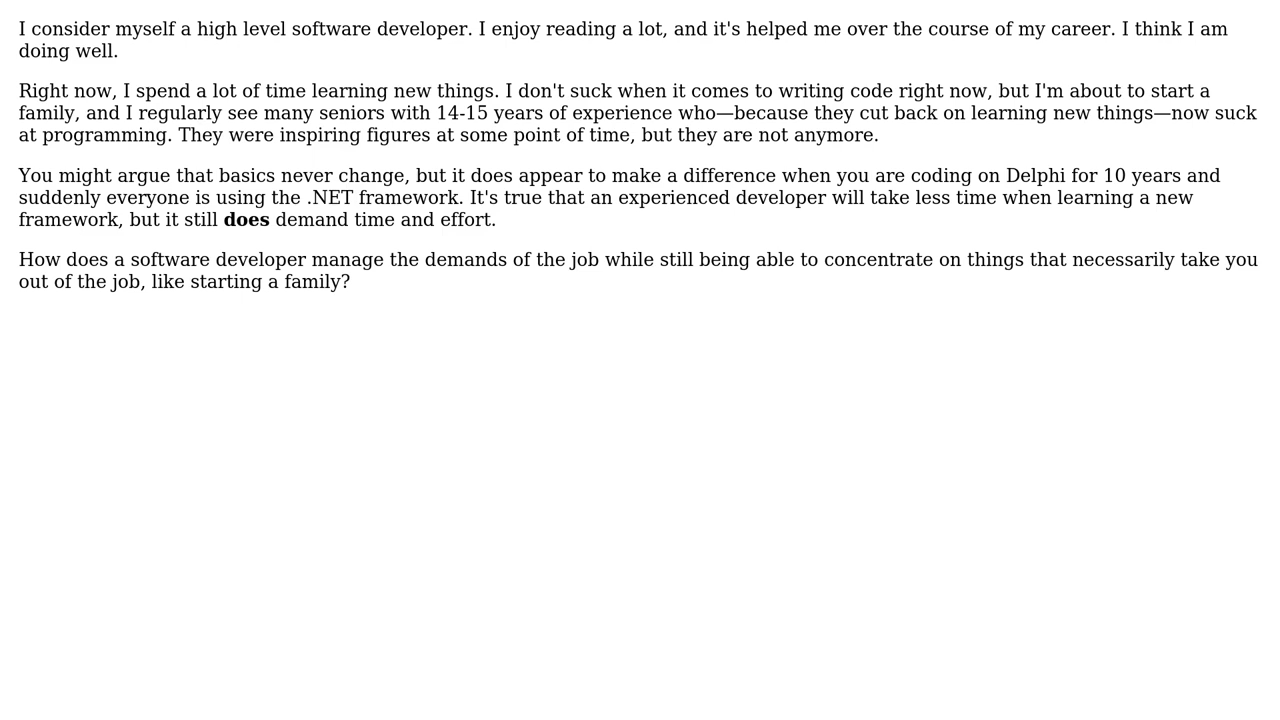 I consider myself a high level software developer. I enjoy reading a lot, and it's helped me over the course of my career. I think I am
doing well.
Right now, I spend a lot of time learning new things. I don't suck when it comes to writing code right now, but I'm about to start a
family, and I regularly see many seniors with 14-15 years of experience who—because they cut back on learning new things—now suck
at programming. They were inspiring figures at some point of time, but they are not anymore.
You might argue that basics never change, but it does appear to make a difference when you are coding on Delphi for 10 years and
suddenly everyone is using the .NET framework. It's true that an experienced developer will take less time when learning a new
framework, but it still does demand time and effort.
How does a software developer manage the demands of the job while still being able to concentrate on things that necessarily take you
out of the job, like starting a family?